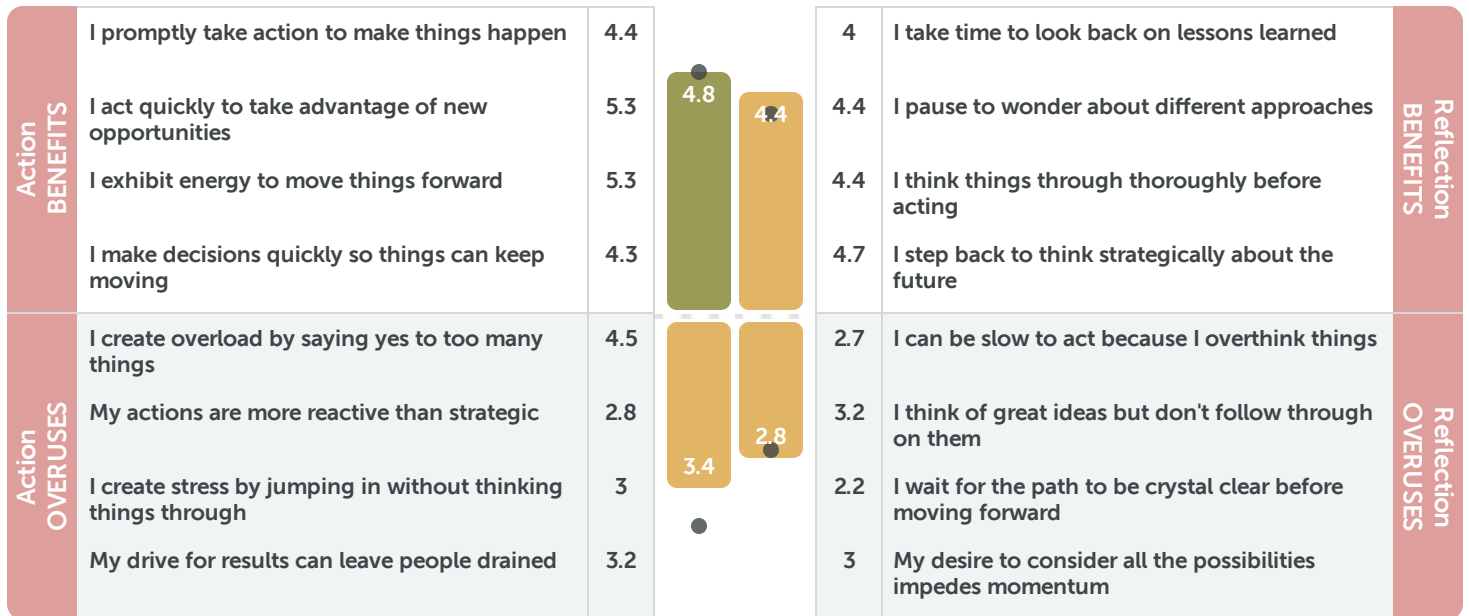 Action
BENEFITS
I promptly take action to make things happen
4.4
I act quickly to take advantage of new
opportunities
5.3
I exhibit energy to move things forward
5.3
I make decisions quickly so things can keep
moving
4.3
Action
OVERUSES
I create overload by saying yes to too many
things
4.5
My actions are more reactive than strategic
2.8
I create stress by jumping in without thinking
things through
3
My drive for results can leave people drained
3.2
4.8
4.4
3.4
2.8
4
I take time to look back on lessons learned
4.4
I pause to wonder about different approaches
4.4
I think things through thoroughly before
acting
4.7
I step back to think strategically about the
future
Reflection
BENEFITS
2.7
I can be slow to act because I overthink things
3.2
I think of great ideas but don't follow through
on them
2.2
I wait for the path to be crystal clear before
moving forward
3
My desire to consider all the possibilities
impedes momentum
Reflection
OVERUSES